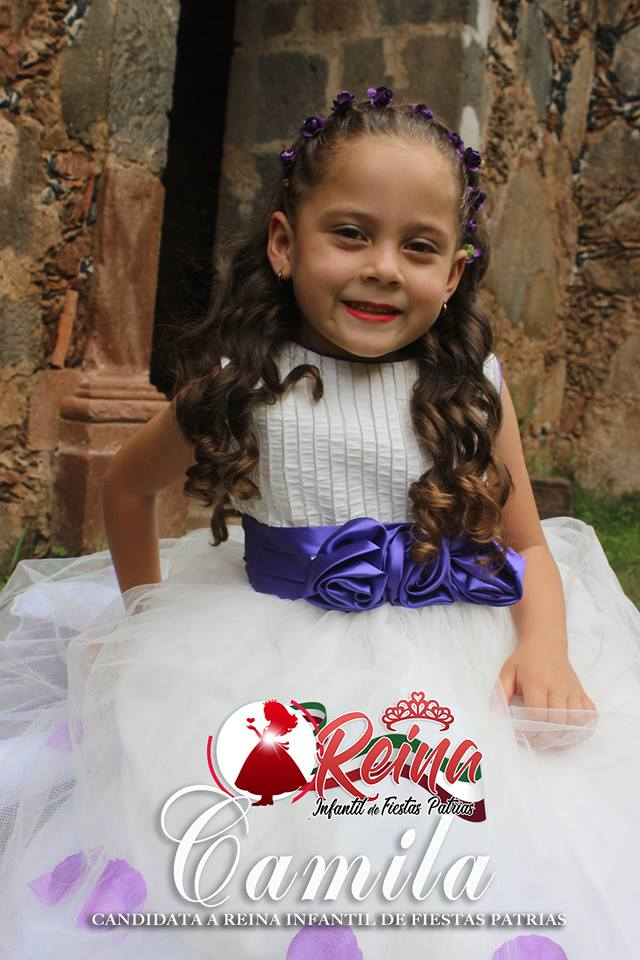 Reina
Infantil de Fiestas Patrias
Camila
CANDIDATA A REINA INFANTIL DE FIESTAS PATRIAS